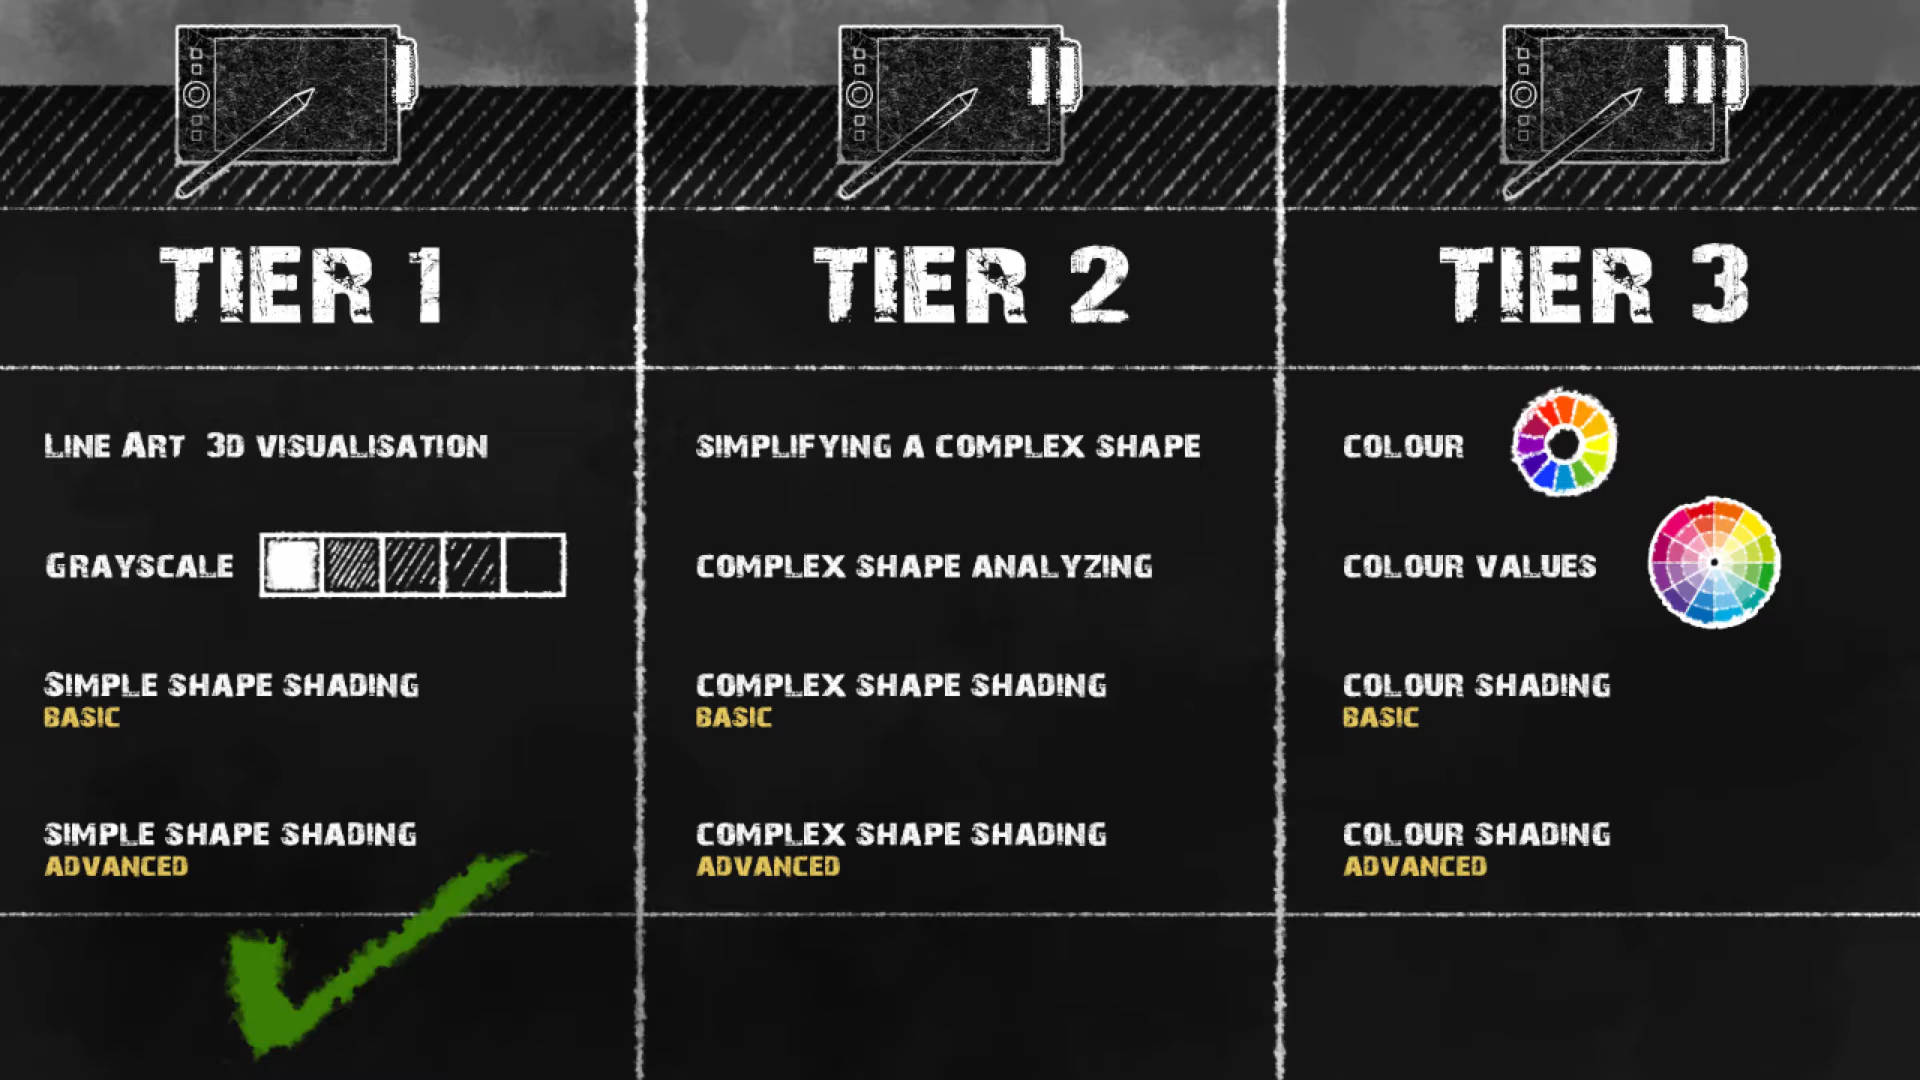 TIER 1
LINE ART 3D VISUALISATION
GRAYSCALE
SIMPLE SHAPE SHADING
BASIC
SIMPLE SHAPE SHADING
ADVANCED
TIER 2
SIMPLIFYING A COMPLEX SHAPE
COMPLEX SHAPE ANALYZING
COMPLEX SHAPE SHADING
BASIC
COMPLEX SHAPE SHADING
ADVANCED
TIER 3
COLOUR
COLOUR VALUES
COLOUR SHADING
BASIC
COLOUR SHADING
ADVANCED